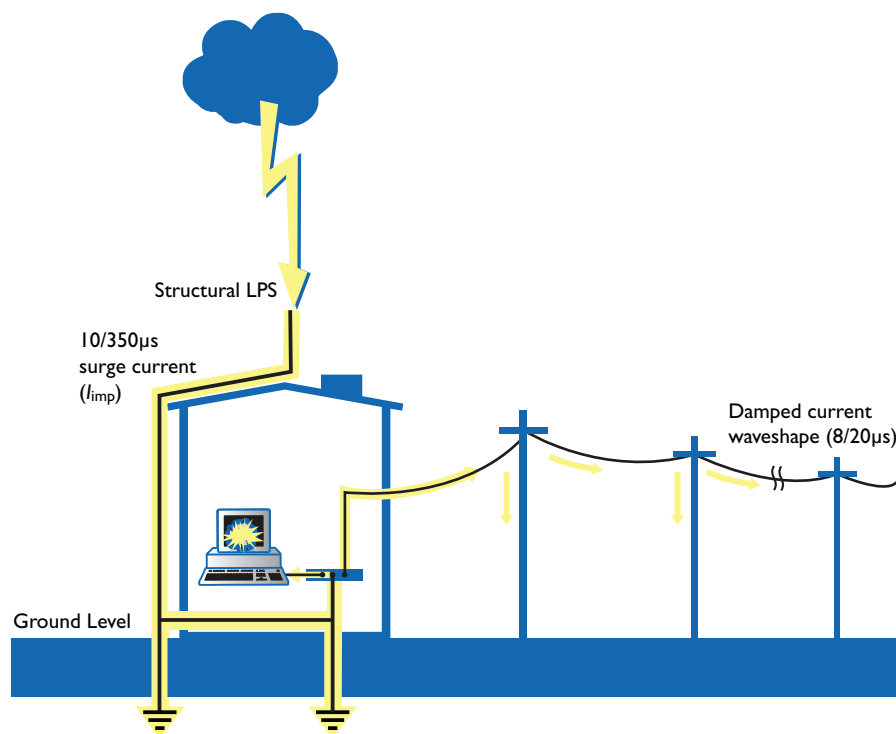 Structural LPS
10/350µs
surge current
(Iimp)
Damped current
waveshape (8/20µs)
Ground Level